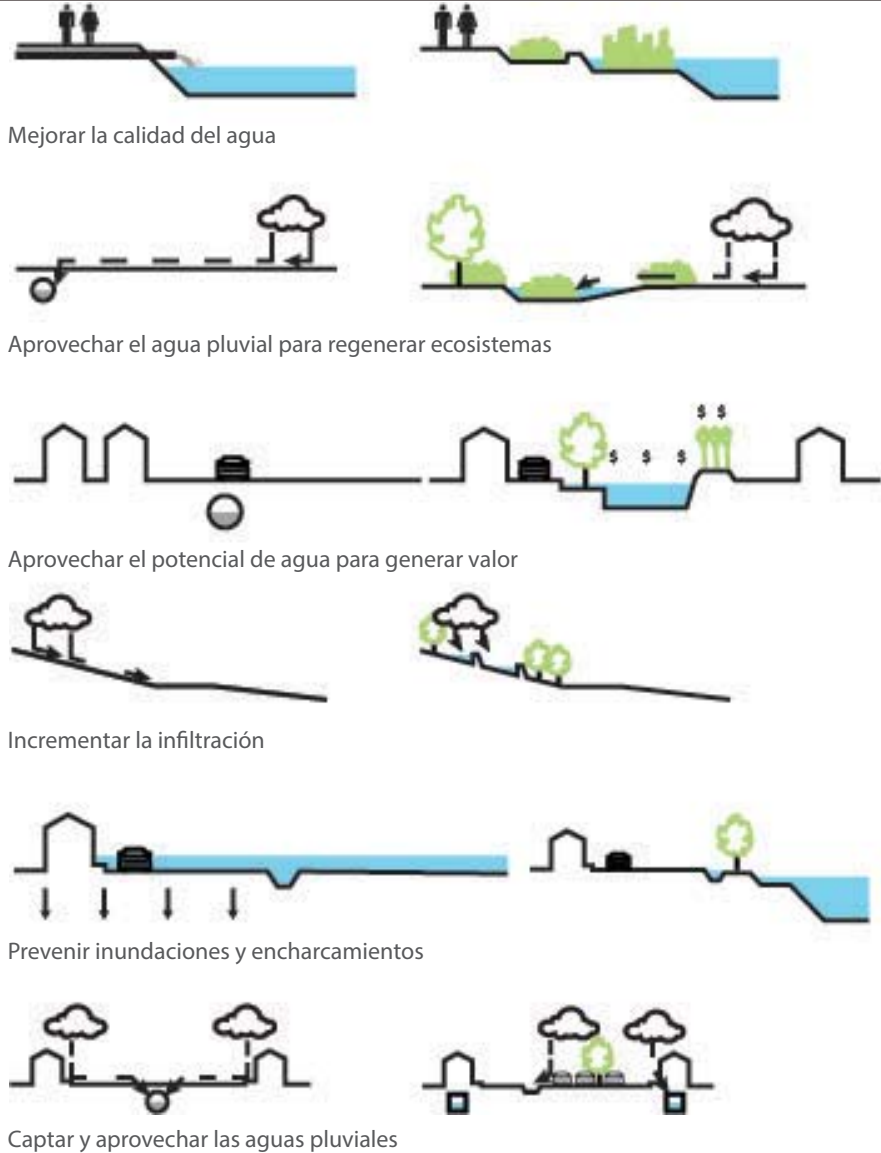 Mejorar la calidad del agua
Aprovechar el agua pluvial para regenerar ecosistemas
$ $
$ $ $
Aprovechar el potencial de agua para generar valor
Incrementar la infiltración
Prevenir inundaciones y encharcamientos
Captar y aprovechar las aguas pluviales